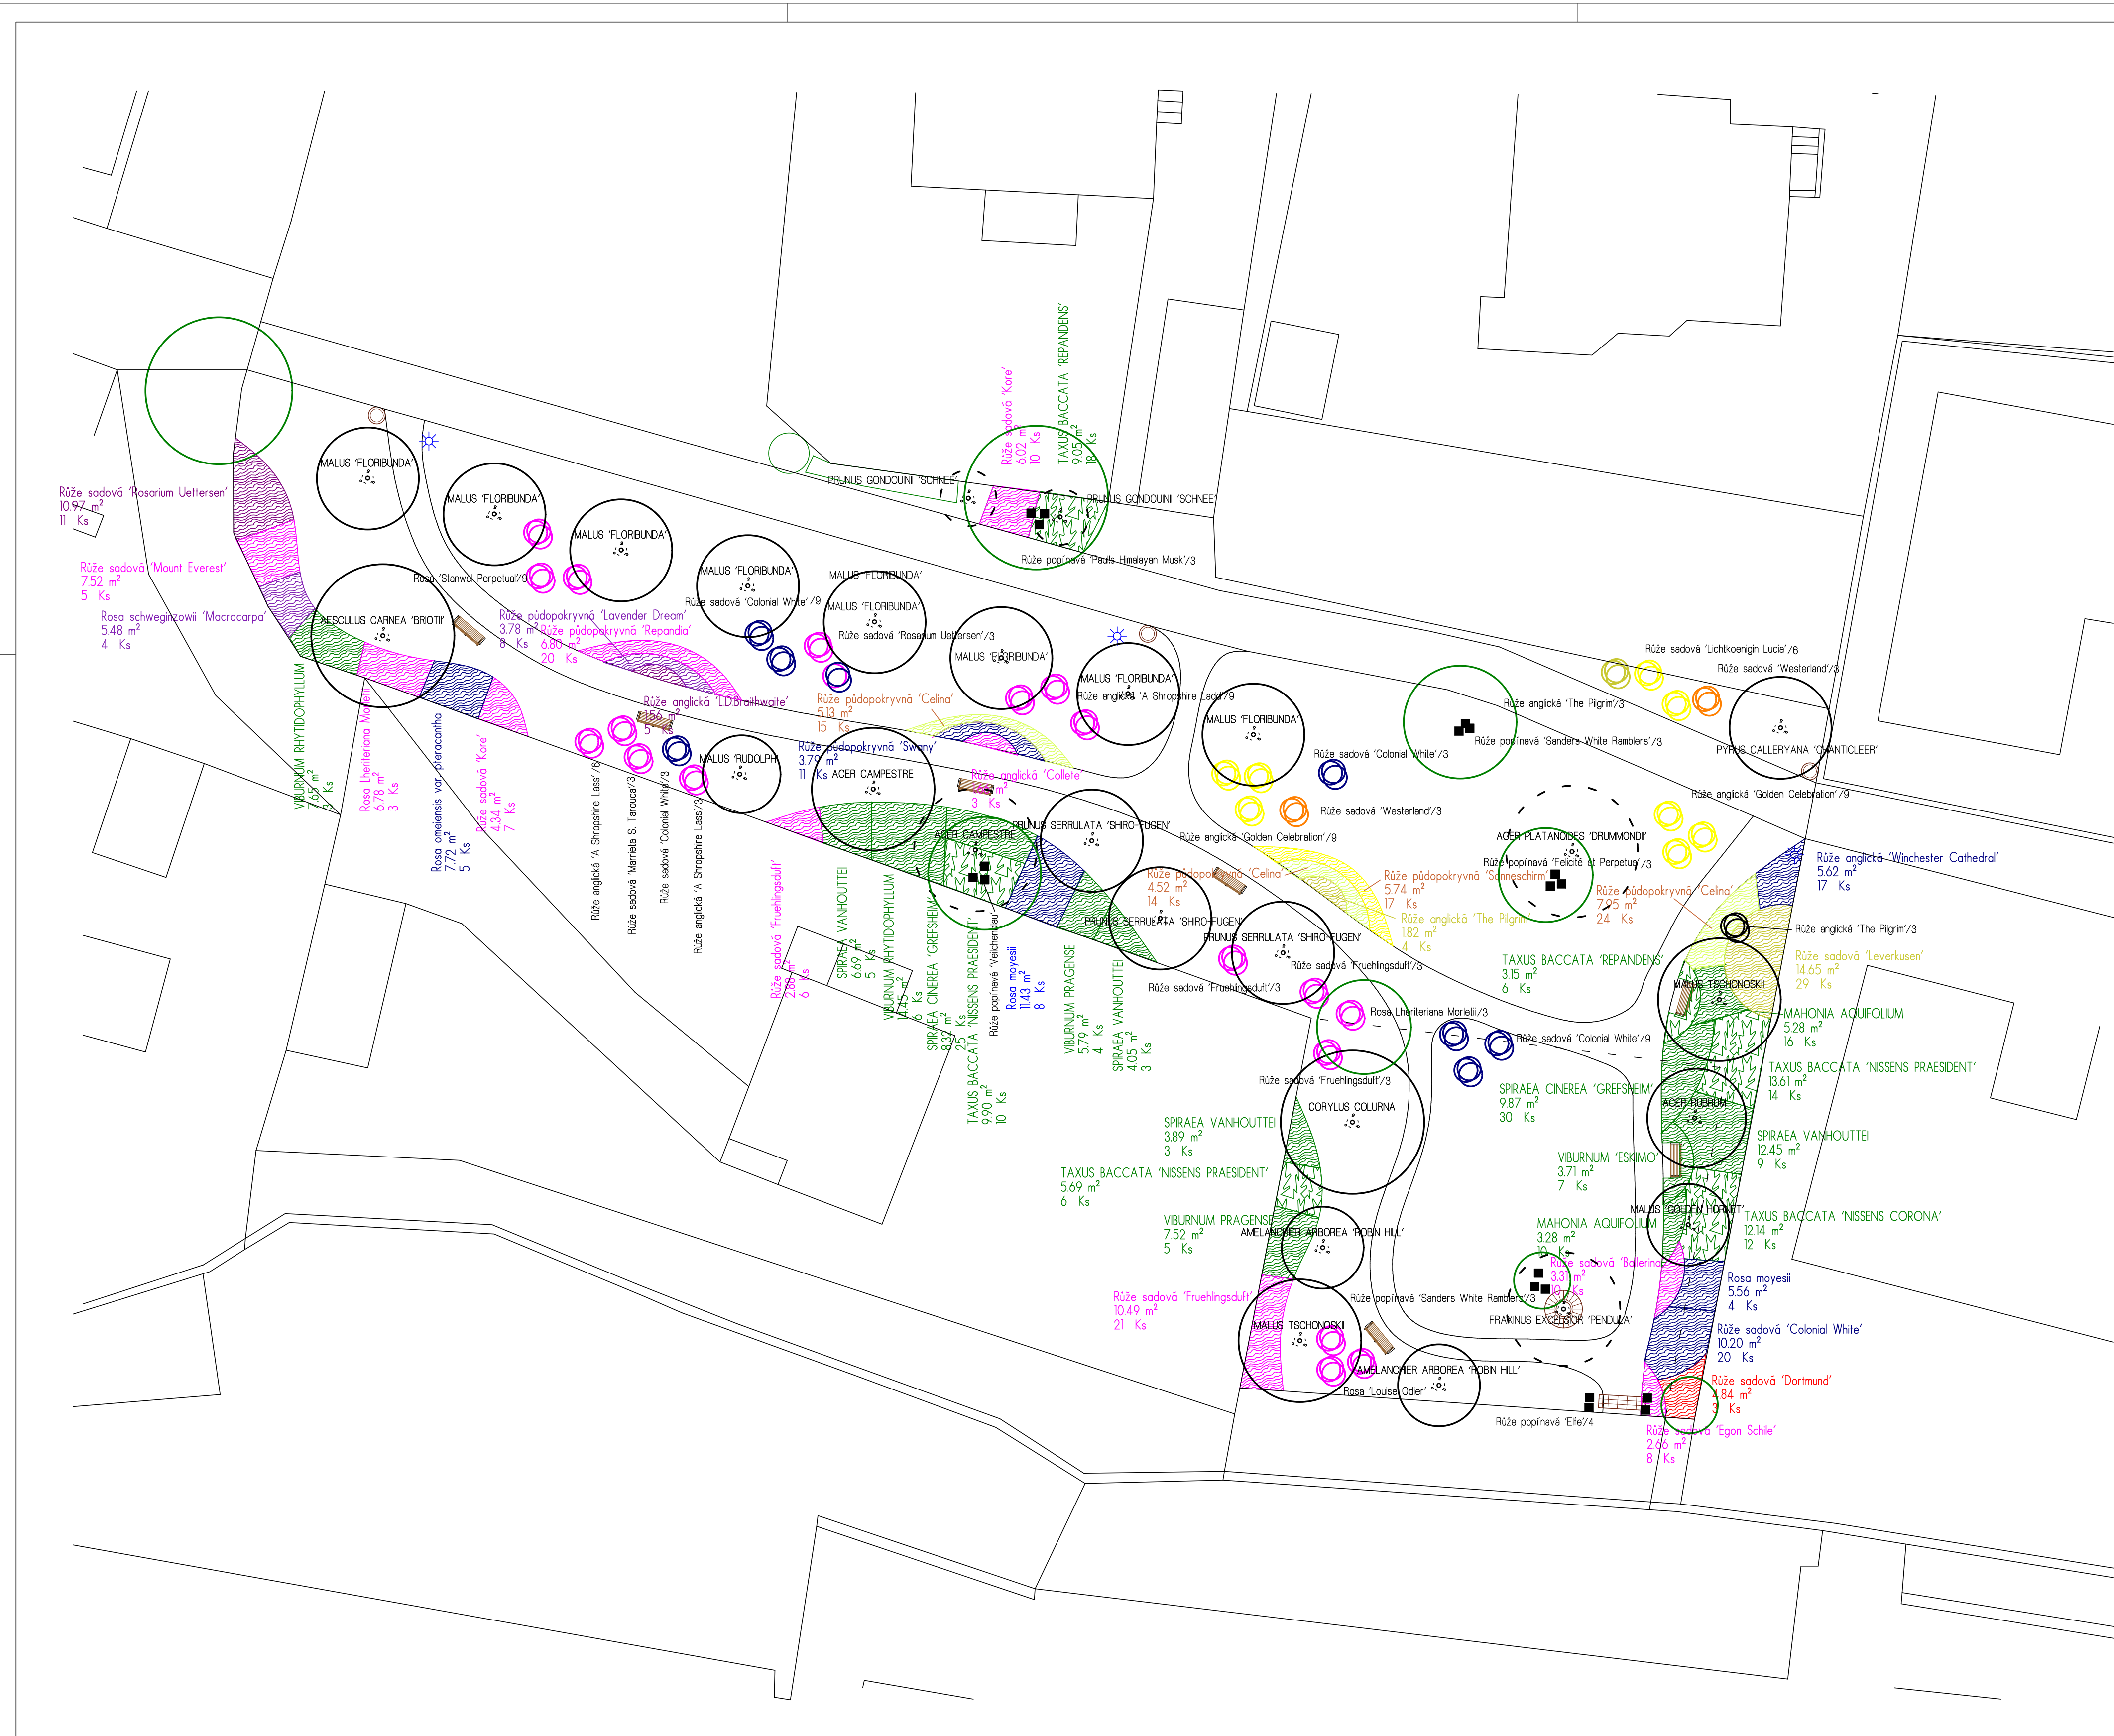 Růže sadová 'Kore'
6.02 m²
10 Ks
TAXUS BACCATA 'REPANDENS'
9.05 m²
18 Ks
MALUS 'FLORIBUNDA'
MALUS 'FLORIBUNDA'
MALUS 'FLORIBUNDA'
MALUS 'FLORIBUNDA'
MALUS 'FLORIBUNDA'
MALUS 'FLORIBUNDA'
MALUS 'FLORIBUNDA'
MALUS 'FLORIBUNDA'
MALUS 'FLORIBUNDA'
PRUNUS GONDOUINII 'SCHNEE'
PRUNUS GONDOUINII 'SCHNEE'
Růže popínavá 'Paul's Himalayan Musk'/3
Růže sadová 'Rosarium Uettersen'
10.97 m²
11 Ks
Růže sadová 'Mount Everest'
7.52 m²
5 Ks
Rosa schweginzowii 'Macrocarpa'
5.48 m²
4 Ks
AESCULUS CARNEA 'BRIOTII'
Rosa 'Stanwel Perpetual'/9
Růže půdopokryvná 'Lavender Dream'
3.78 m²
8 Ks
Růže půdopokryvná 'Repandia'
6.80 m²
20 Ks
Růže sadová 'Colonial White'/9
Růže sadová 'Rosarium Uettersen'/3
Růže anglická 'A Shropshire Ladd'/9
Růže anglická 'L.D.Braithwaite'
1.56 m²
5 Ks
Růže půdopokryvná 'Celina'
5.13 m²
15 Ks
Růže půdopokryvná 'Swany'
3.79 m²
11 Ks
Růže anglická 'Collete'
3 Ks
VIBURNUM RHYTIDOPHYLLUM
7.65 m²
3 Ks
Rosa Lheriteriana Morletii
6.78 m²
3 Ks
Rosa omeiensis var. pteracantha
7.72 m²
5 Ks
Růže sadová 'Kore'
4.34 m²
7 Ks
Růže anglická 'A Shropshire Lass'/6
Růže sadová 'Marriela S. Tarouca'/3
Růže sadová 'Colonial White'/3
Růže anglická 'A Shropshire Lass'/3
MALUS 'RUDOLPH'
ACER CAMPESTRE
ACER CAMPESTRE
PRUNUS SERRULATA 'SHIRO-FUGEN'
PRUNUS SERRULATA 'SHIRO-FUGEN'
PRUNUS SERRULATA 'SHIRO-FUGEN'
Růže sadová 'Fruehlingsduft'
2.88 m²
6 Ks
SPIRAEA VANHOUTTEI
6.69 m²
5 Ks
VIBURNUM RHYTIDOPHYLLUM
14.45 m²
6 Ks
SPIRAEA CINEREA 'GREFSHEIM'
8.32 m²
25 Ks
TAXUS BACCATA 'NISSENS PRAESIDENT'
9.90 m²
10 Ks
Růže popínavá 'Veilchenblau'
Rosa moyesii
11.43 m²
8 Ks
VIBURNUM PRAGENSE
5.79 m²
4 Ks
SPIRAEA VANHOUTTEI
4.05 m²
3 Ks
Růže sadová 'Lichtkoenigin Lucia'/6
Růže sadová 'Westerland'/3
Růže anglická 'The Pilgrim'/3
Růže popínavá 'Sanders White Ramblers'/3
PYRUS CALLERYANA 'CHANTICLEER'
Růže sadová 'Colonial White'/3
Růže sadová 'Westerland'/3
Růže anglická 'Golden Celebration'/9
Růže anglická 'Golden Celebration'/9
ACER PLATANOIDES 'DRUMMONDII'
Růže popínavá 'Felicité et Perpetue'/3
Růže půdopokryvná 'Celina'
4.52 m²
14 Ks
Růže půdopokryvná 'Sonneschirm'
5.74 m²
17 Ks
Růže anglická 'The Pilgrim'
1.82 m²
4 Ks
Růže půdopokryvná 'Celina'
7.95 m²
24 Ks
Růže anglická 'Winchester Cathedral'
5.62 m²
17 Ks
Růže anglická 'The Pilgrim'/3
Růže sadová 'Leverkusen'
14.65 m²
29 Ks
TAXUS BACCATA 'REPANDENS'
3.15 m²
6 Ks
MALUS TSCHONOSKII
MAHONIA AQUIFOLIUM
5.28 m²
16 Ks
TAXUS BACCATA 'NISSENS PRAESIDENT'
13.61 m²
14 Ks
Růže sadová 'Fruehlingsduft'/3
Růže sadová 'Fruehlingsduft'/3
Rosa Lheriteriana Morletii/3
Růže sadová 'Colonial White'/9
Růže sadová 'Fruehlingsduft'/3
CORYLUS COLURNA
SPIRAEA CINEREA 'GREFSHEIM'
9.87 m²
30 Ks
ACER RUBRUM
SPIRAEA VANHOUTTEI
12.45 m²
9 Ks
SPIRAEA VANHOUTTEI
3.89 m²
3 Ks
TAXUS BACCATA 'NISSENS PRAESIDENT'
5.69 m²
6 Ks
VIBURNUM 'ESKIMO'
3.71 m²
7 Ks
VIBURNUM PRAGENSE
7.52 m²
5 Ks
AMELANCHIER ARBOREA 'ROBIN HILL'
MALUS 'GOLDEN HORNET'
TAXUS BACCATA 'NISSENS CORONA'
12.14 m²
12 Ks
MAHONIA AQUIFOLIUM
3.28 m²
10 Ks
Růže sadová 'Ballerina'
3.31 m²
10 Ks
Růže sadová 'Fruehlingsduft'
10.49 m²
21 Ks
Růže popínavá 'Sanders White Ramblers'/3
FRAXINUS EXCELSIOR 'PENDULA'
Rosa moyesii
5.56 m²
4 Ks
MALUS TSCHONOSKII
Růže sadová 'Colonial White'
10.20 m²
20 Ks
AMELANCHIER ARBOREA 'ROBIN HILL'
Rosa 'Louise Odier'
Růže popínavá 'Elfe'/4
Růže sadová 'Dortmund'
4.84 m²
3 Ks
Růže sadová 'Egon Schile'
2.66 m²
8 Ks